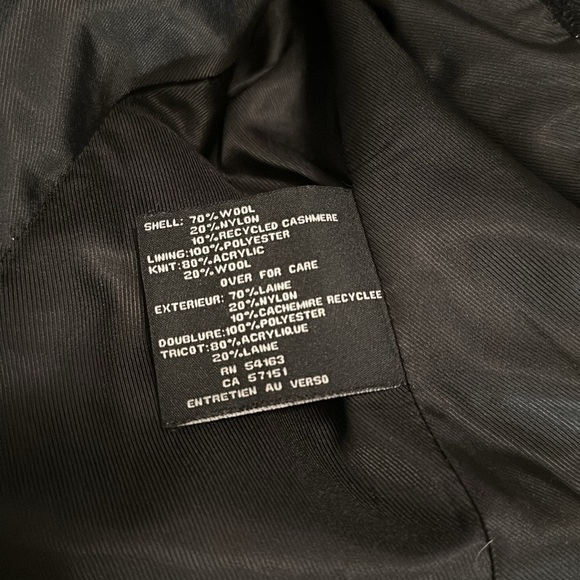 SHELL: 70%WOOL
20%NYLON
10%RECYCLED CASHMERE
LINING:100%POLYESTER
KNIT:80%ACRYLIC
20%WOOL
OVER FOR CARE
EXTERIEUR: 70%LAINE
20%NYLON
10%CACHEMIRE RECYCLEE
DOUBLURE:100%POLYESTER
TRICOT:80%ACRYLIQUE
20%LAINE
RN 54163
CA 57151
ENTRETIEN AU VERSO